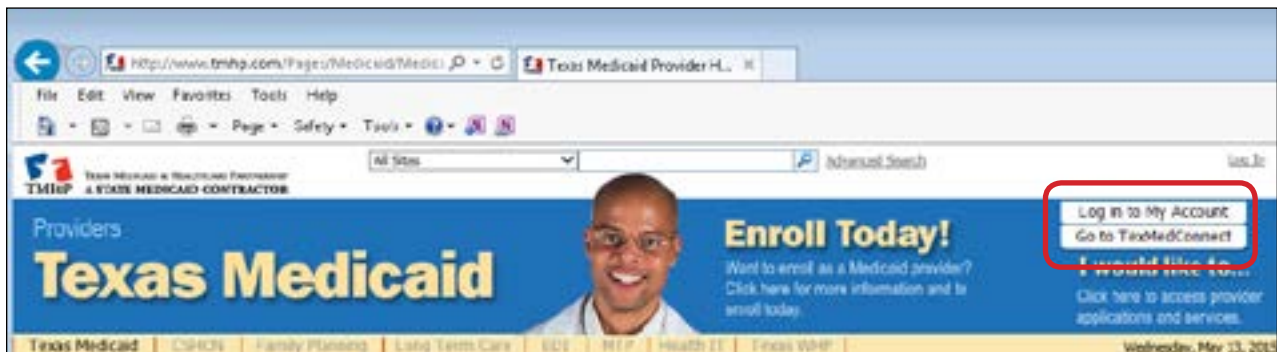 http://www.tmhp.com/Pages/Medicaid/Medic
Texas Medicaid Provider H...
File Edit View Favorites Tools Help
Page Safety Tools
All Sites
Advanced Search
Log In
TMHP
TEXAS MEDICAID & HEALTHCARE PARTNERSHIP
A STATE MEDICAID CONTRACTOR
Log in to My Account
Go to TexMedConnect
Providers
Texas Medicaid
Enroll Today!
Want to enroll as a Medicaid provider?
Click here for more information and to
enroll today.
I would like to...
Click here to access provider
applications and services.
Texas Medicaid | CSHCN | Family Planning | Long Term Care | EDI | MTP | Health IT | Texas WHP |
Wednesday, May 13, 2015